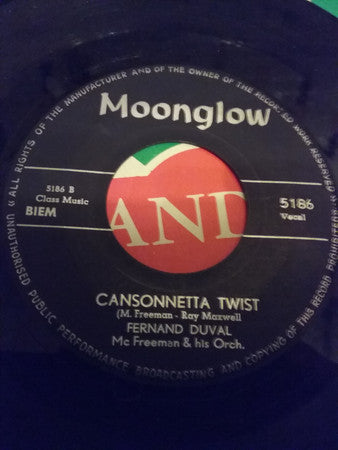 «ALL RIGHTS OF THE MANUFACTURER AND OF THE OWNER OF THE RECORDED WORK RESERVED»
Moonglow
5186 B
Class Music
BIEM
5186
Vocal
AND
CANSONNETTA TWIST
(M. Freeman - Ray Maxwell
FERNAND DUVAL
Mc Freeman & his Orch.
UNAUTHORISED PUBLIC PERFORMANCE BROADCASTING AND COPYING OF THIS RECORD PROHIBITED